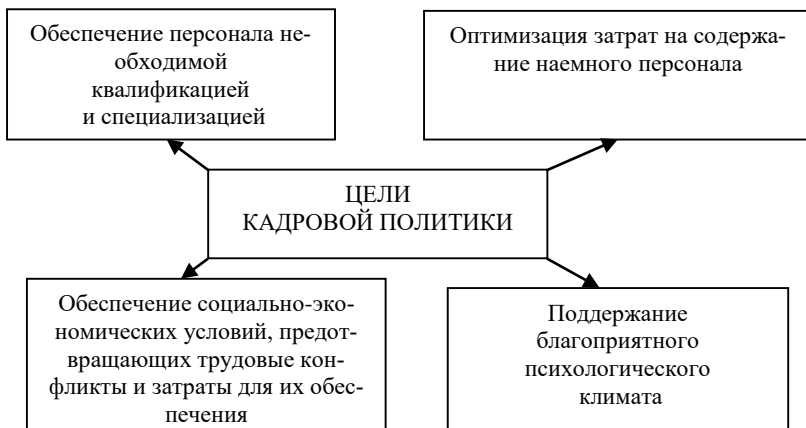 Обеспечение персонала не-
обходимой
квалификацией
и специализацией
Оптимизация затрат на содержа-
ние наемного персонала
ЦЕЛИ
КАДРОВОЙ ПОЛИТИКИ
Обеспечение социально-эко-
номических условий, предот-
вращающих трудовые кон-
фликты и затраты для их обес-
печения
Поддержание
благоприятного
психологического
климата